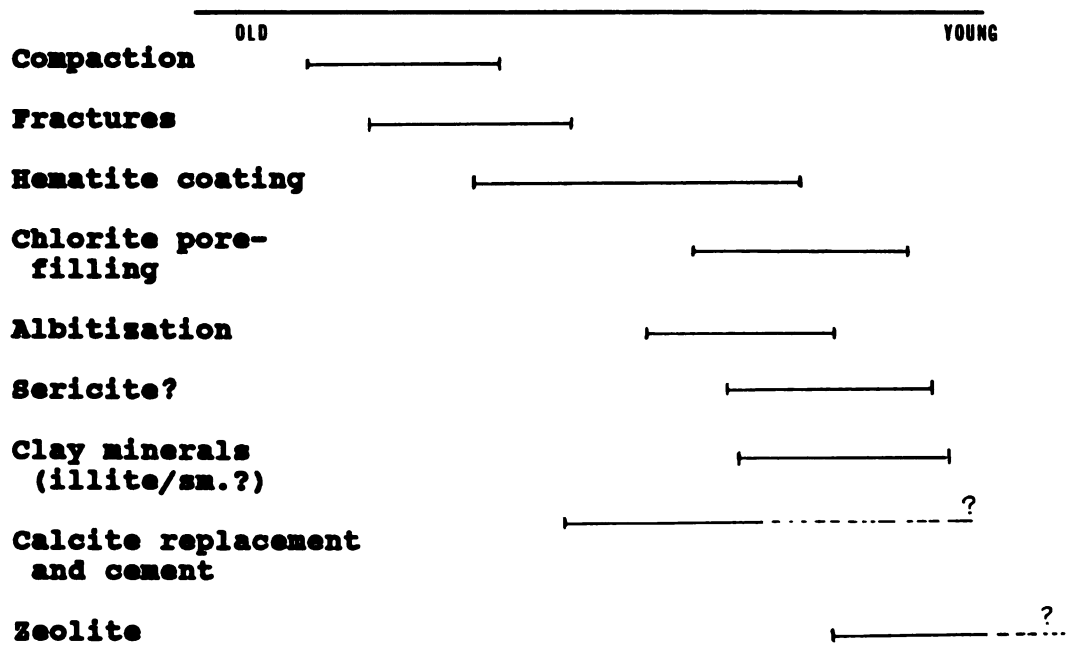 OLD YOUNG
Compaction
Fractures
Hematite coating
Chlorite pore-
filling
Albitization
Sericite?
Clay minerals
(illite/sm.?)
?
Calcite replacement
and cement
?
Zeolite